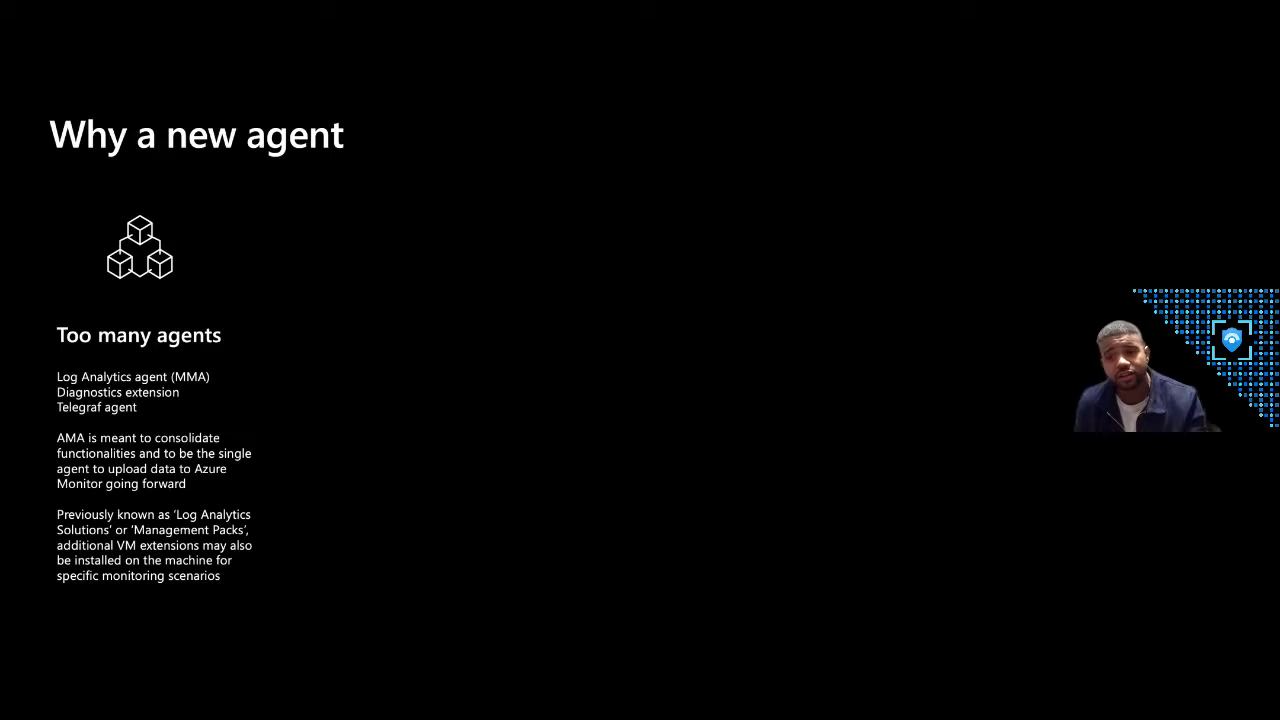 Why a new agent
Too many agents
Log Analytics agent (MMA)
Diagnostics extension
Telegraf agent
AMA is meant to consolidate
functionalities and to be the single
agent to upload data to Azure
Monitor going forward
Previously known as ‘Log Analytics
Solutions’ or ‘Management Packs’,
additional VM extensions may also
be installed on the machine for
specific monitoring scenarios